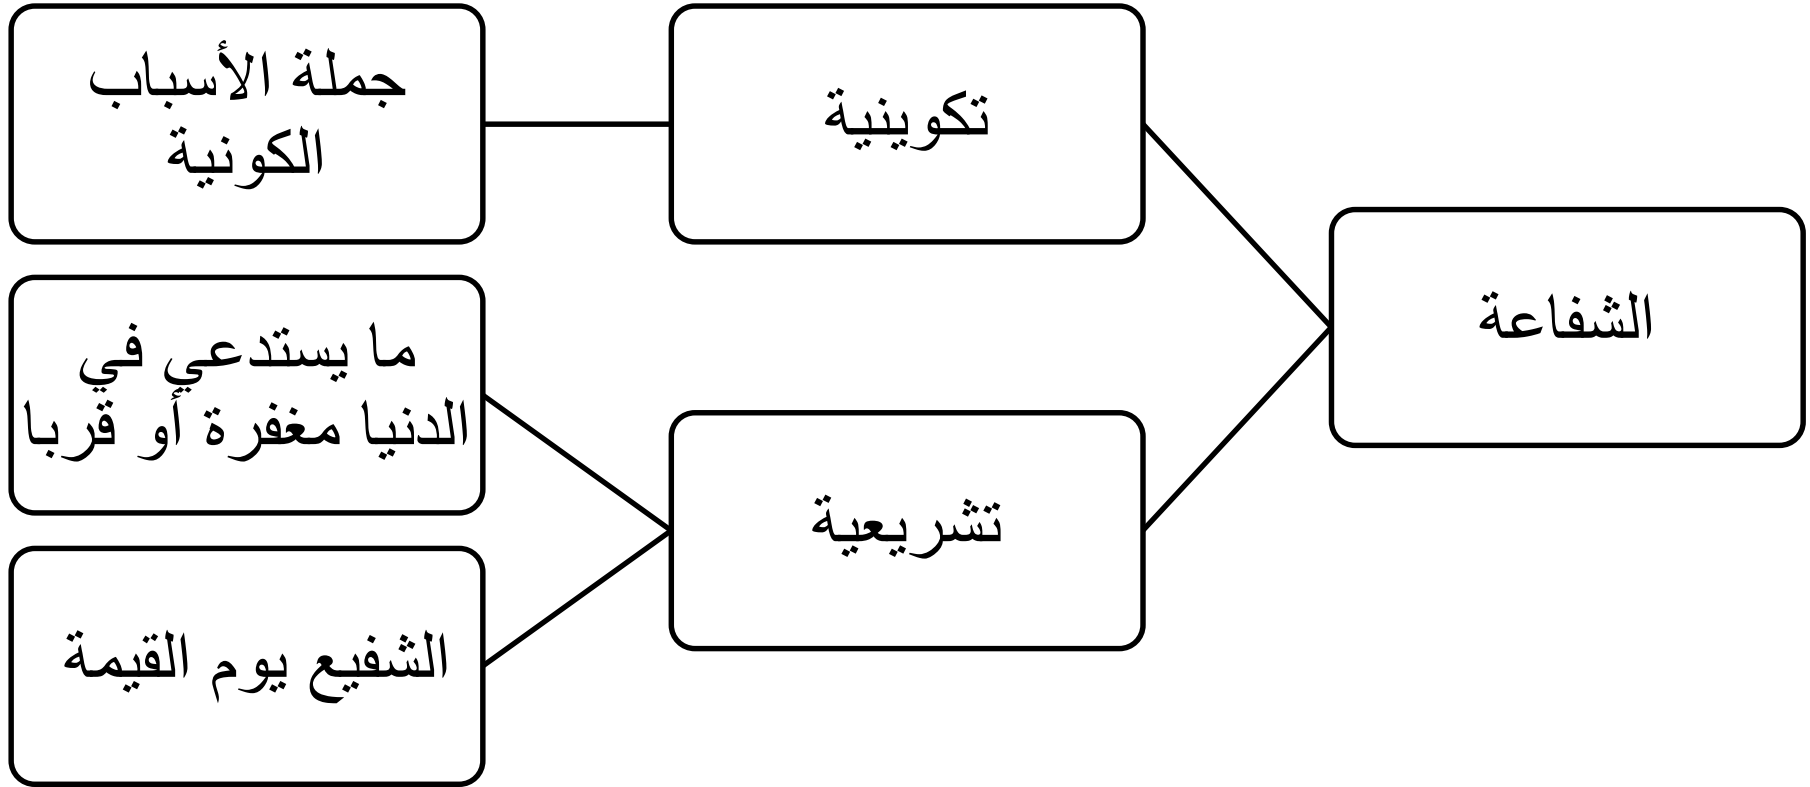 الشفاعة
تكوينية
جملة الأسباب
الكونية
تشريعية
ما يستدعي في
الدنيا مغفرة أو قربا
الشفيع يوم القيمة